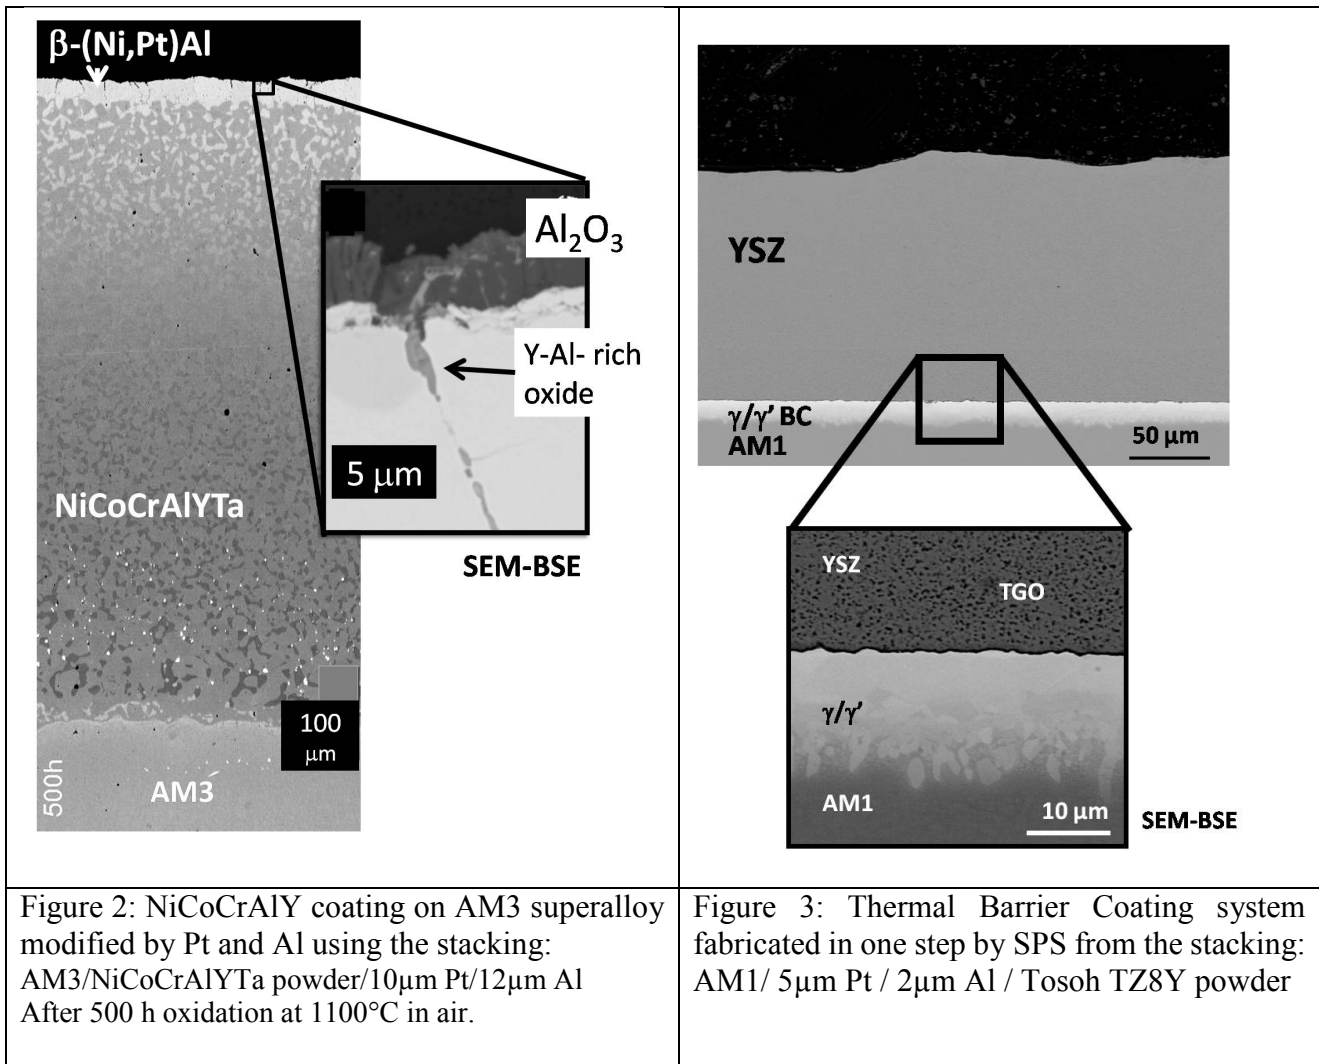 β-(Ni,Pt)Al
Al₂O₃
Y-Al- rich
oxide
5 μm
NiCoCrAlYTa
SEM-BSE
100
μm
AM3
500h
YSZ
γ/γ’ BC
AM1
50 μm
YSZ
TGO
γ/γ’
AM1
10 μm
SEM-BSE
Figure 2: NiCoCrAlY coating on AM3 superalloy
modified by Pt and Al using the stacking:
AM3/NiCoCrAlYTa powder/10μm Pt/12μm Al
After 500 h oxidation at 1100°C in air.
Figure 3: Thermal Barrier Coating system
fabricated in one step by SPS from the stacking:
AM1/ 5μm Pt / 2μm Al / Tosoh TZ8Y powder